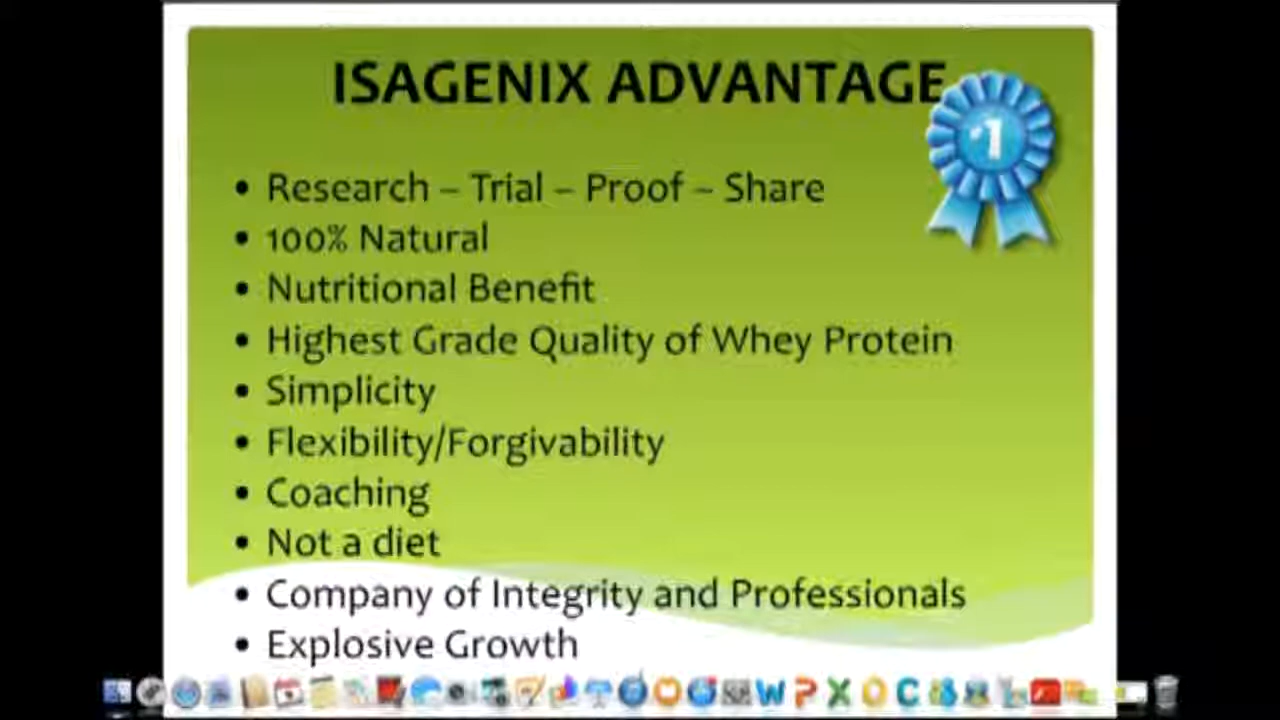 ISAGENIX ADVANTAGE
#1
• Research – Trial – Proof – Share
• 100% Natural
• Nutritional Benefit
• Highest Grade Quality of Whey Protein
• Simplicity
• Flexibility/Forgivability
• Coaching
• Not a diet
• Company of Integrity and Professionals
• Explosive Growth